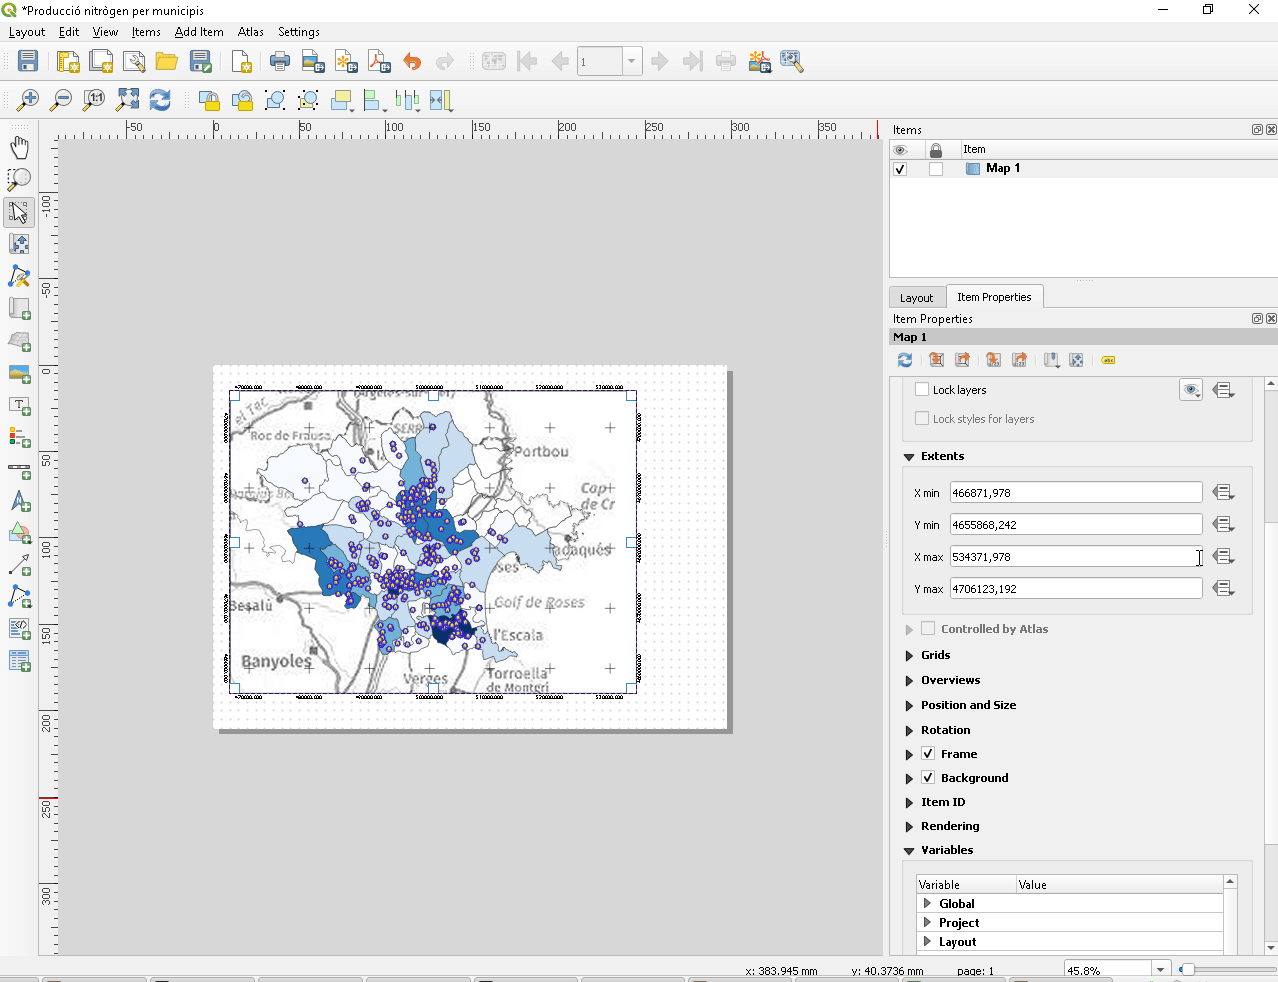 *Producció nitrògen per municipis
Layout Edit View Items Add Item Atlas Settings
1
-50 0 50 100 150 200 250 300 350
-100
-50
0
50
100
150
200
250
300
Items
Item
Map 1
Layout Item Properties
Item Properties
Map 1
Lock layers
Lock styles for layers
Extents
X min 466871,978
Y min 4655868,242
X max 534371,978
Y max 4706123,192
Controlled by Atlas
Grids
Overviews
Position and Size
Rotation
Frame
Background
Item ID
Rendering
Variables
Variable Value
Global
Project
Layout
Roc de Frausa
Portbou
Cap
de Cr
adaqués
ses
Besalú
Golf de Roses
l'Escala
Banyoles
Verges
Torroella
de Montgrí
x: 383.945 mm y: 40.3736 mm page: 1 45.8%